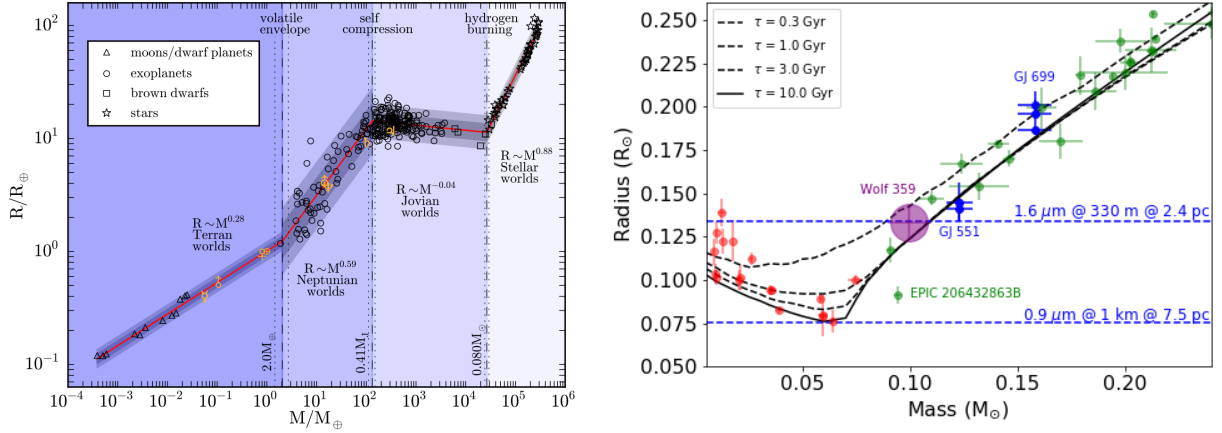 volatile
envelope
self
compression
hydrogen
burning
moons/dwarf planets
exoplanets
brown dwarfs
stars
R∼M^0.28
Terran
worlds
R∼M^0.59
Neptunian
worlds
R∼M^−0.04
Jovian
worlds
R∼M^0.88
Stellar
worlds
2.0M⊕
0.41M_J
0.080M⊙
R/R⊕
10^2
10^1
10^0
10^−1
10^−4 10^−3 10^−2 10^−1 10^0 10^1 10^2 10^3 10^4 10^5 10^6
M/M⊕
τ = 0.3 Gyr
τ = 1.0 Gyr
τ = 3.0 Gyr
τ = 10.0 Gyr
GJ 699
Wolf 359
1.6 μm @ 330 m @ 2.4 pc
GJ 551
EPIC 206432863B
0.9 μm @ 1 km @ 7.5 pc
Radius (R⊙)
0.250
0.225
0.200
0.175
0.150
0.125
0.100
0.075
0.050
0.05 0.10 0.15 0.20
Mass (M⊙)